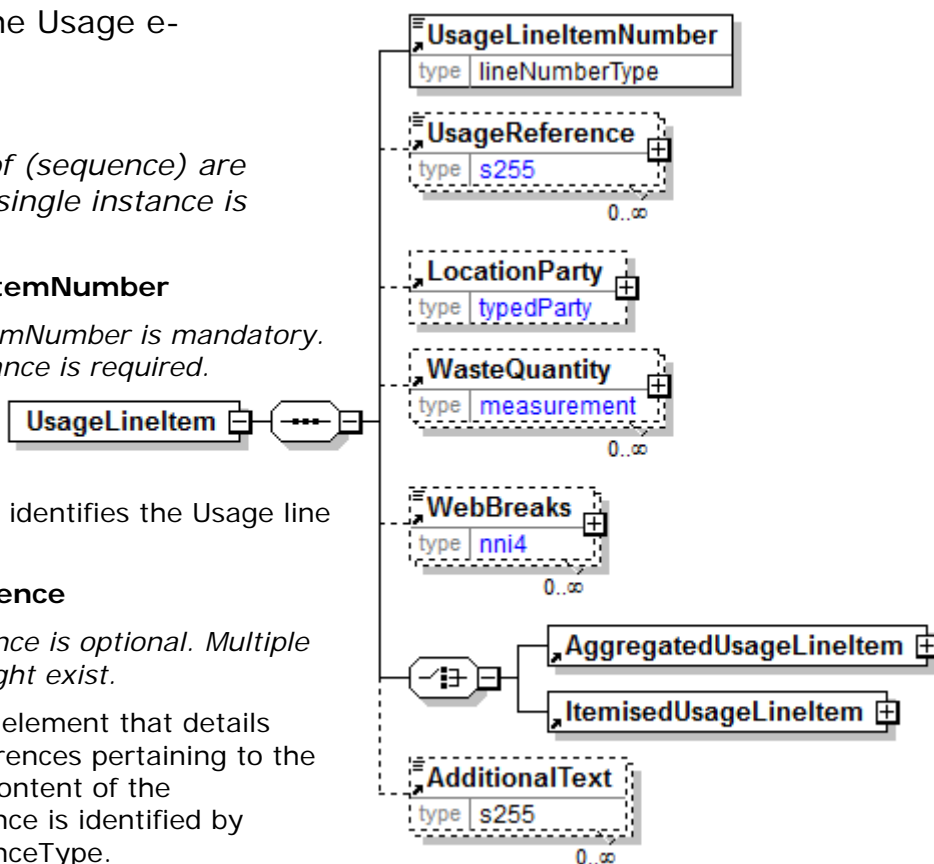 ne Usage e-
of (sequence) are
single instance is
temNumber
emNumber is mandatory.
ance is required.
identifies the Usage line
ence
nce is optional. Multiple
ght exist.
element that details
rences pertaining to the
ontent of the
nce is identified by
nceType.
UsageLineItem
UsageLineItemNumber
type lineNumberType
UsageReference
type s255
0..∞
LocationParty
type typedParty
WasteQuantity
type measurement
0..∞
WebBreaks
type nni4
0..∞
AggregatedUsageLineItem
ItemisedUsageLineItem
AdditionalText
type s255
0..∞